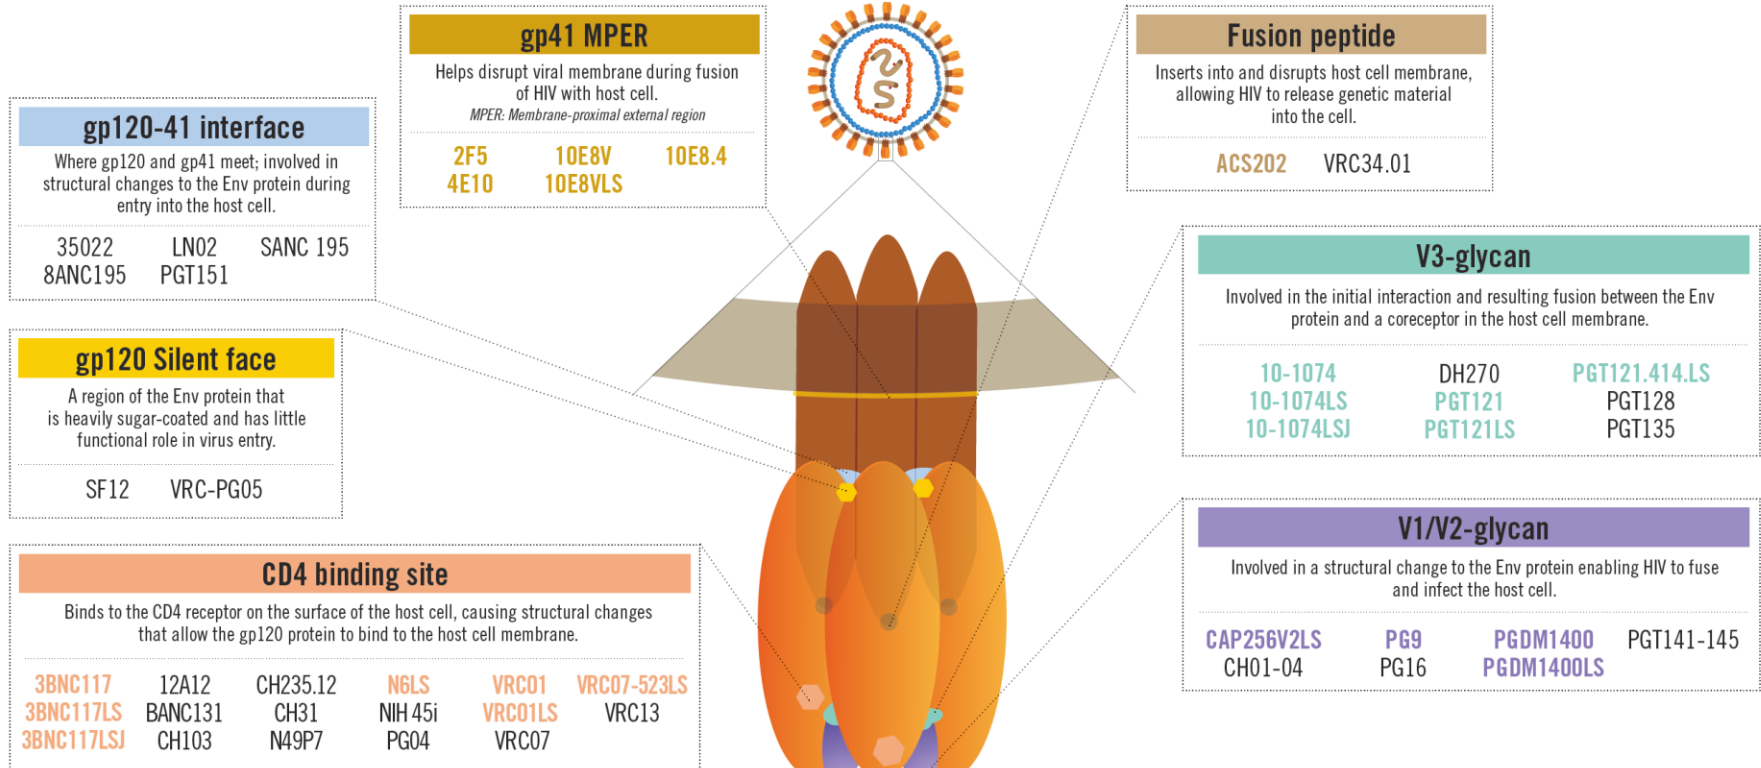 gp41 MPER
Helps disrupt viral membrane during fusion
of HIV with host cell.
MPER: Membrane-proximal external region
2F5 10E8V 10E8.4
4E10 10E8VLS
Fusion peptide
Inserts into and disrupts host cell membrane,
allowing HIV to release genetic material
into the cell.
ACS202 VRC34.01
gp120-41 interface
Where gp120 and gp41 meet; involved in
structural changes to the Env protein during
entry into the host cell.
35022 LN02 SANC 195
8ANC195 PGT151
V3-glycan
Involved in the initial interaction and resulting fusion between the Env
protein and a coreceptor in the host cell membrane.
10-1074 DH270 PGT121.414.LS
10-1074LS PGT121 PGT128
10-1074LSJ PGT121LS PGT135
gp120 Silent face
A region of the Env protein that
is heavily sugar-coated and has little
functional role in virus entry.
SF12 VRC-PG05
V1/V2-glycan
Involved in a structural change to the Env protein enabling HIV to fuse
and infect the host cell.
CAP256V2LS PG9 PGDM1400 PGT141-145
CH01-04 PG16 PGDM1400LS
CD4 binding site
Binds to the CD4 receptor on the surface of the host cell, causing structural changes
that allow the gp120 protein to bind to the host cell membrane.
3BNC117 12A12 CH235.12 N6LS VRC01 VRC07-523LS
3BNC117LS BANC131 CH31 NIH 45i VRC01LS VRC13
3BNC117LSJ CH103 N49P7 PG04 VRC07